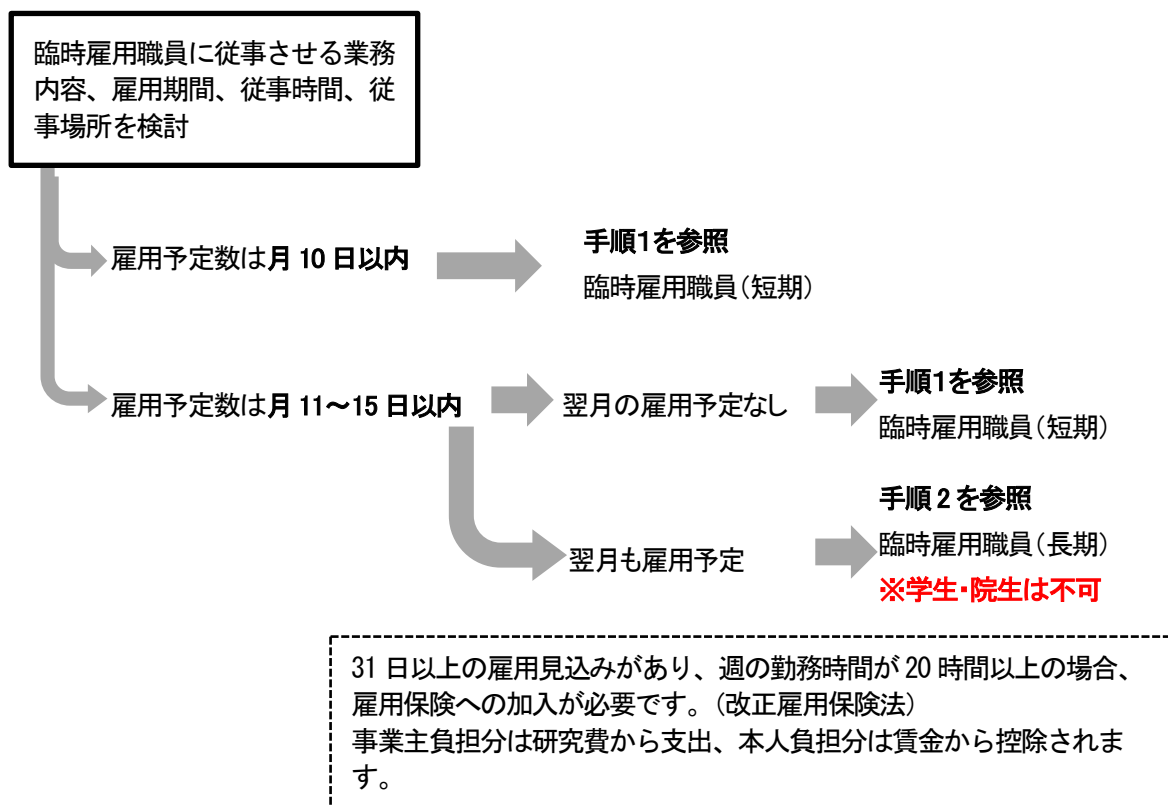 臨時雇用職員に従事させる業務
内容、雇用期間、従事時間、従
事場所を検討
雇用予定数は月 10 日以内
手順1を参照
臨時雇用職員(短期)
雇用予定数は月 11～15 日以内
翌月の雇用予定なし
手順1を参照
臨時雇用職員(短期)
翌月も雇用予定
手順 2 を参照
臨時雇用職員(長期)
※学生・院生は不可
31 日以上の雇用見込みがあり、週の勤務時間が 20 時間以上の場合、
雇用保険への加入が必要です。(改正雇用保険法)
事業主負担分は研究費から支出、本人負担分は賃金から控除されま
す。